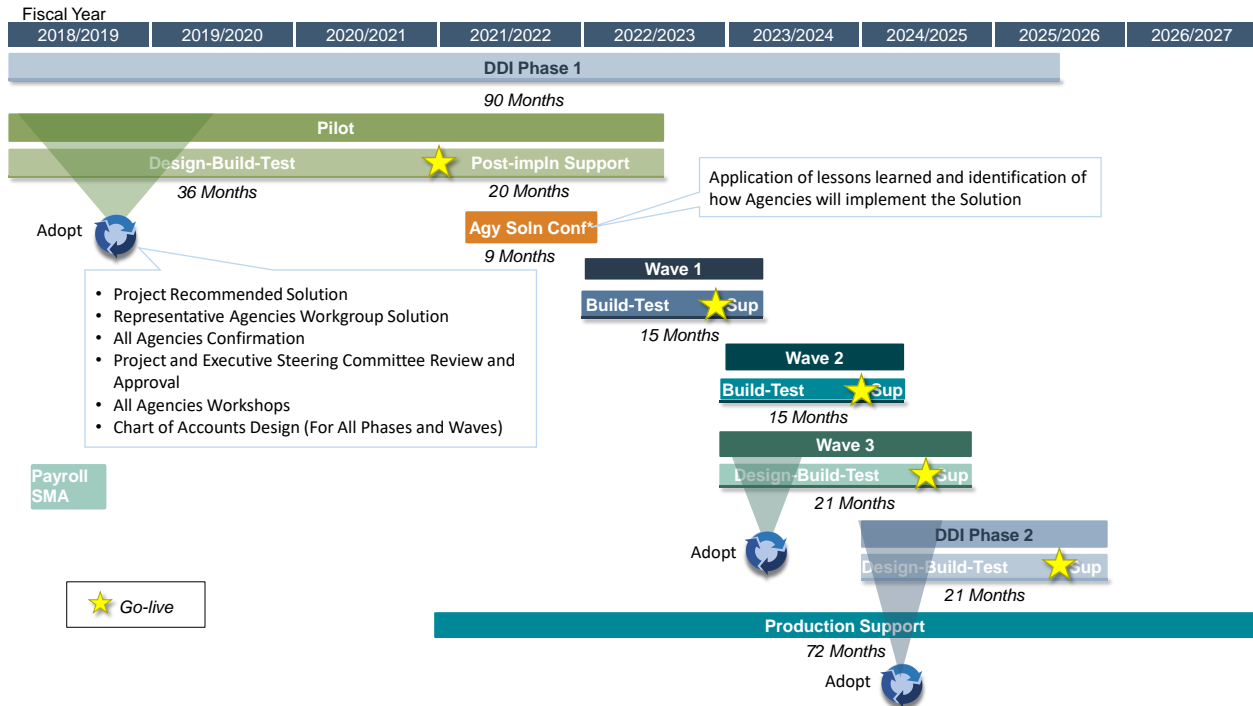 Fiscal Year
2018/2019 2019/2020 2020/2021 2021/2022 2022/2023 2023/2024 2024/2025 2025/2026 2026/2027
DDI Phase 1
90 Months
Pilot
Design-Build-Test Post-impln Support
36 Months 20 Months
Application of lessons learned and identification of
how Agencies will implement the Solution
Adopt
Agy Soln Conf*
9 Months
Wave 1
Build-Test Sup
15 Months
• Project Recommended Solution
• Representative Agencies Workgroup Solution
• All Agencies Confirmation
• Project and Executive Steering Committee Review and
Approval
• All Agencies Workshops
• Chart of Accounts Design (For All Phases and Waves)
Wave 2
Build-Test Sup
15 Months
Wave 3
Design-Build-Test Sup
21 Months
Payroll
SMA
Adopt
DDI Phase 2
Design-Build-Test Sup
21 Months
Go-live
Production Support
72 Months
Adopt